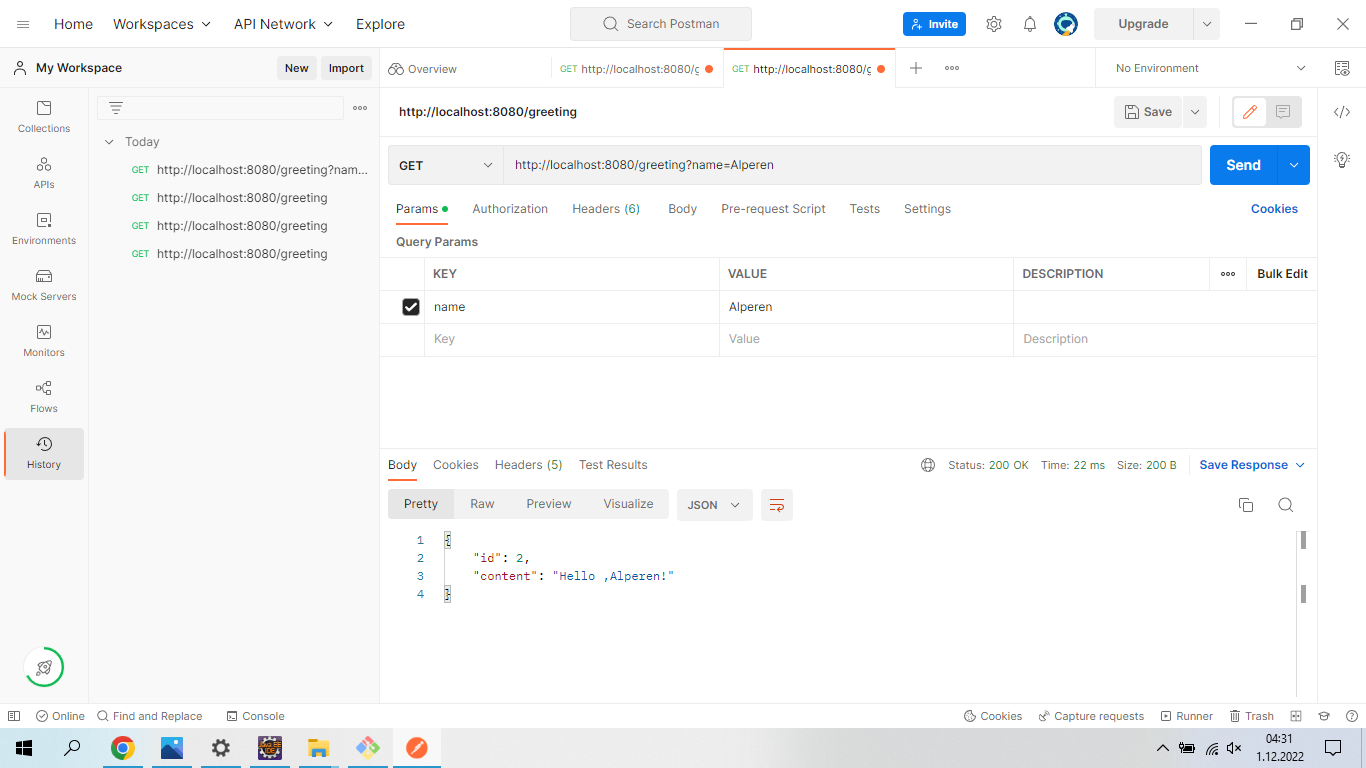 Home Workspaces API Network Explore Search Postman Invite Upgrade
My Workspace New Import Overview GET http://localhost:8080/g GET http://localhost:8080/g No Environment
Collections
APIs
Environments
Mock Servers
Monitors
Flows
History
Today
GET http://localhost:8080/greeting?nam...
GET http://localhost:8080/greeting
GET http://localhost:8080/greeting
GET http://localhost:8080/greeting
http://localhost:8080/greeting Save
GET http://localhost:8080/greeting?name=Alperen Send
Params Authorization Headers (6) Body Pre-request Script Tests Settings Cookies
Query Params
KEY VALUE DESCRIPTION Bulk Edit
name Alperen
Key Value Description
Body Cookies Headers (5) Test Results Status: 200 OK Time: 22 ms Size: 200 B Save Response
Pretty Raw Preview Visualize JSON
1 {
2 "id": 2,
3 "content": "Hello ,Alperen!"
4 }
Online Find and Replace Console Cookies Capture requests Runner Trash
04:31
1.12.2022